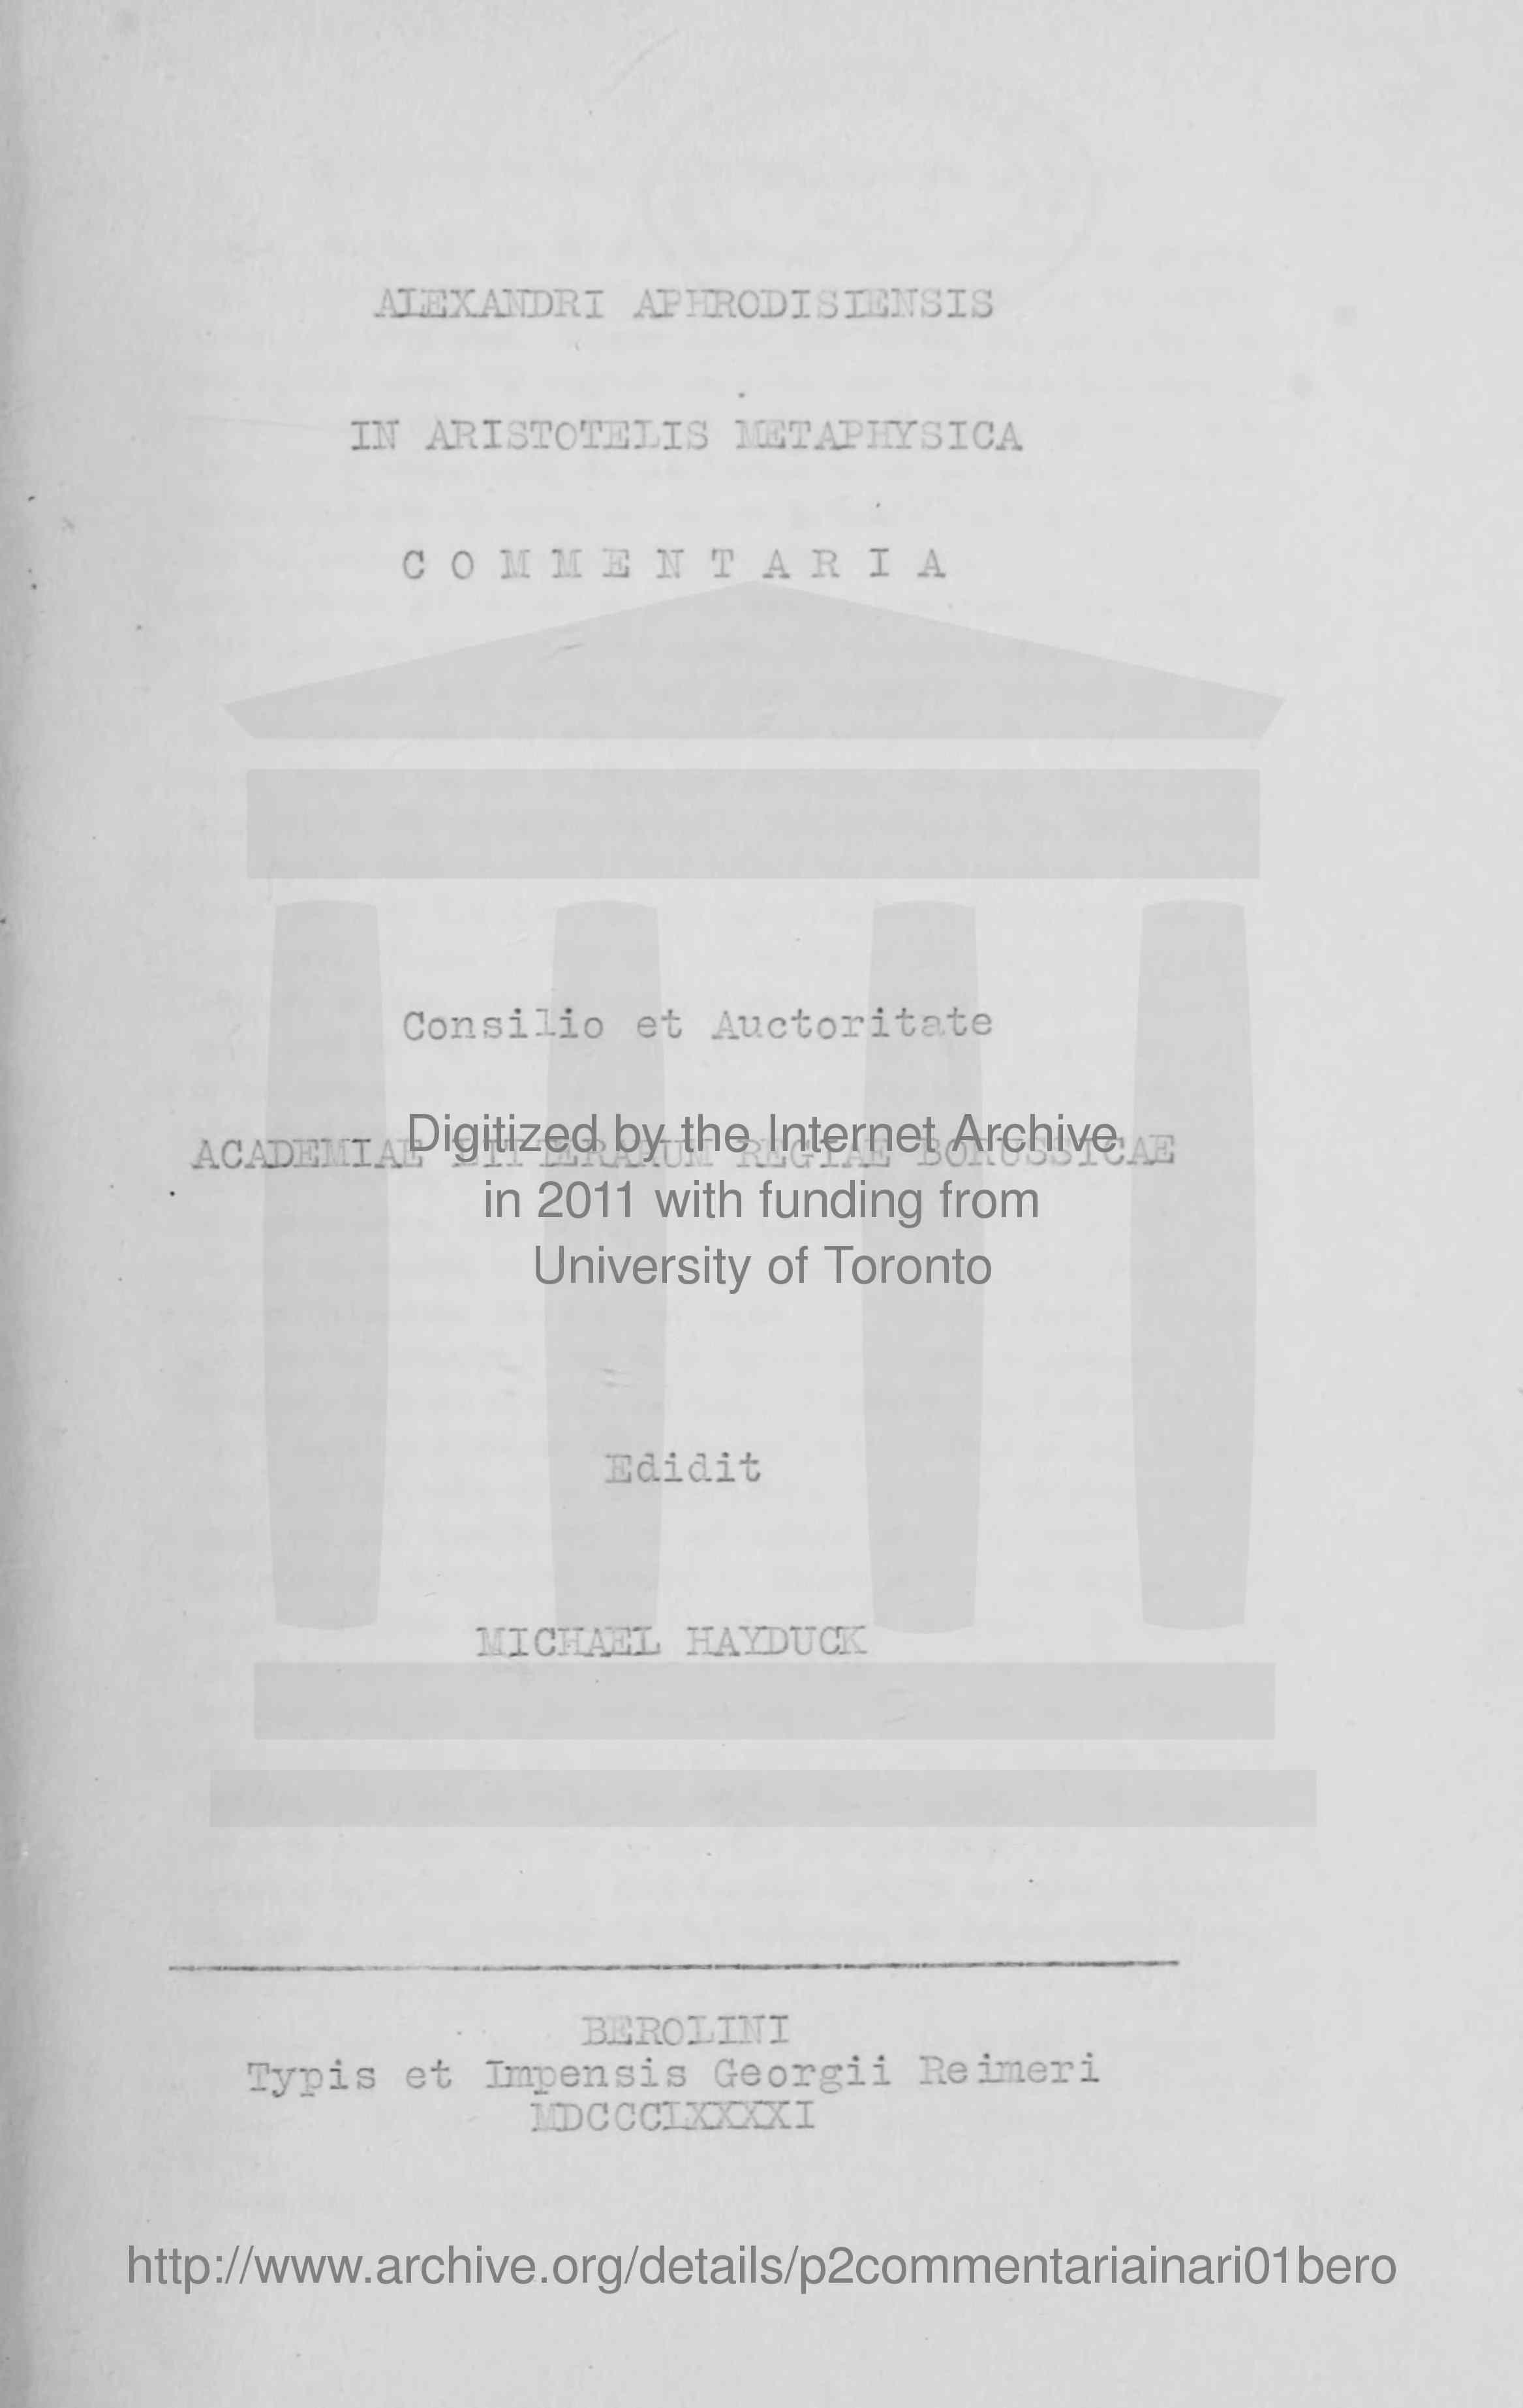 ALEXANDRI APHRODISIENSIS
IN ARISTOTELIS METAPHYSICA
C O M M E N T A R I A
Consilio et Auctoritate
ACADEMIAE LITTERARUM REGIAE BORUSSICAE
Digitized by the Internet Archive
in 2011 with funding from
University of Toronto
Edidit
MICHAEL HAYDUCK
BEROLINI
Typis et Impensis Georgii Reimeri
MDCCCLXXXXI
http://www.archive.org/details/p2commentariainari01bero